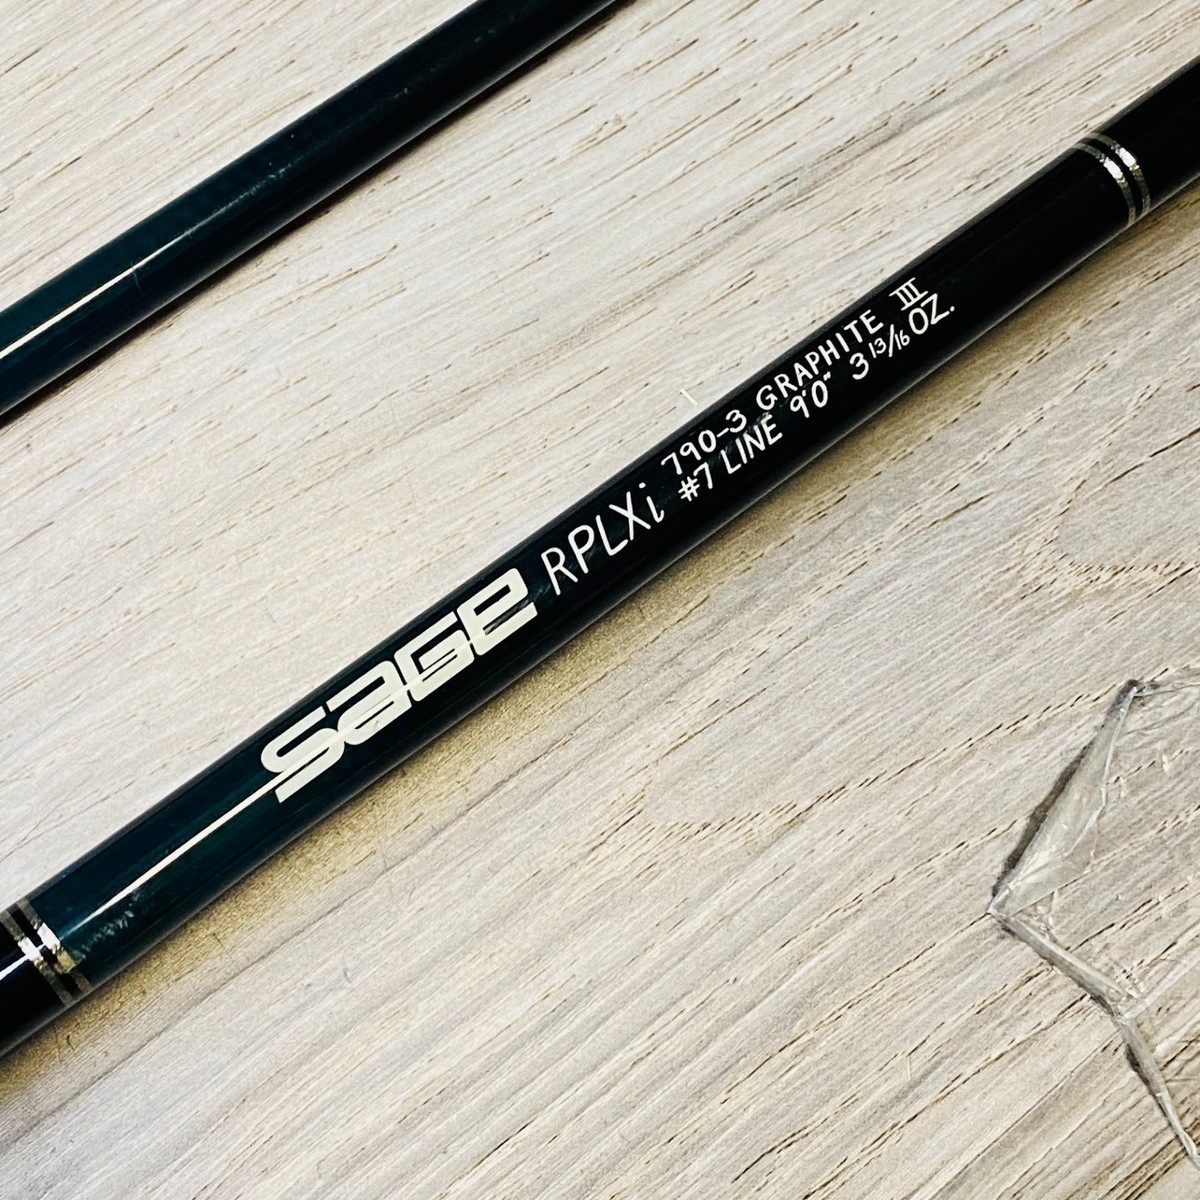 SAGE RPLXi
790-3 GRAPHITE III
#7 LINE 9'0" 3 13/16 OZ.